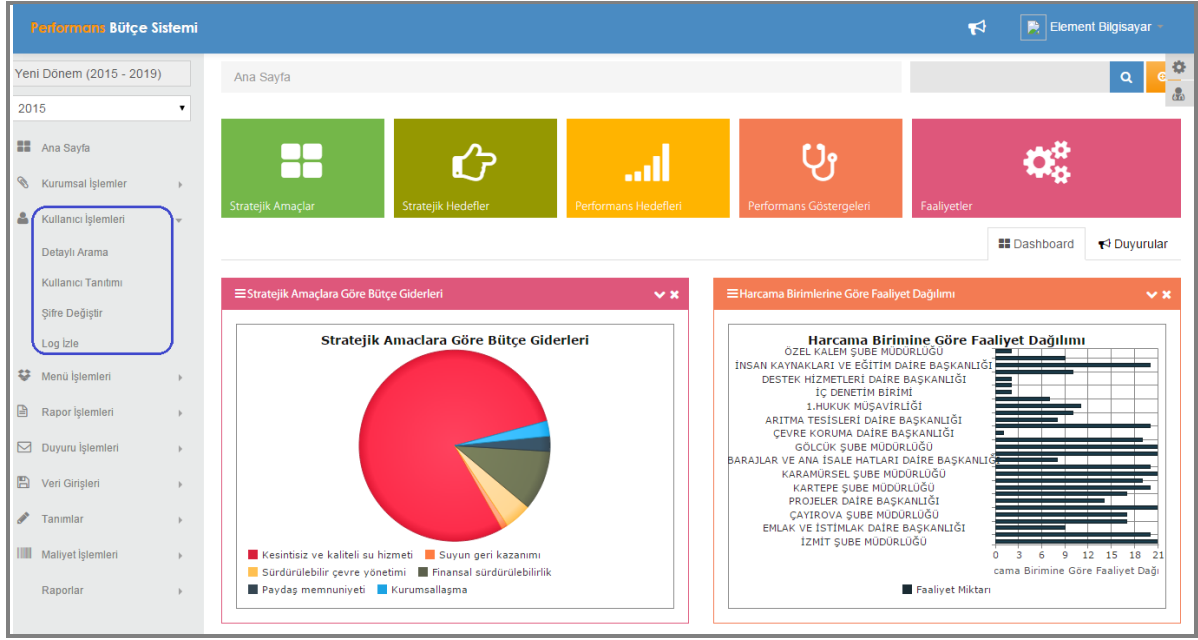 Performans Bütçe Sistemi
Element Bilgisayar
Yeni Dönem (2015 - 2019)
2015
Ana Sayfa
Kurumsal İşlemler
Kullanıcı İşlemleri
Detaylı Arama
Kullanıcı Tanıtımı
Şifre Değiştir
Log İzle
Menü İşlemleri
Rapor İşlemleri
Duyuru İşlemleri
Veri Girişleri
Tanımlar
Maliyet İşlemleri
Raporlar
Ana Sayfa
Stratejik Amaçlar
Stratejik Hedefler
Performans Hedefleri
Performans Göstergeleri
Faaliyetler
Dashboard
Duyurular
Stratejik Amaçlara Göre Bütçe Giderleri
Stratejik Amaclara Göre Bütçe Giderleri
Kesintisiz ve kaliteli su hizmeti
Suyun geri kazanımı
Sürdürülebilir çevre yönetimi
Finansal sürdürülebilirlik
Paydaş memnuniyeti
Kurumsallaşma
Harcama Birimlerine Göre Faaliyet Dağılımı
Harcama Birimine Göre Faaliyet Dağılımı
ÖZEL KALEM ŞUBE MÜDÜRLÜĞÜ
İNSAN KAYNAKLARI VE EĞİTİM DAİRE BAŞKANLIĞI
DESTEK HİZMETLERİ DAİRE BAŞKANLIĞI
İÇ DENETİM BİRİMİ
1.HUKUK MÜŞAVİRLİĞİ
ARITMA TESİSLERİ DAİRE BAŞKANLIĞI
ÇEVRE KORUMA DAİRE BAŞKANLIĞI
GÖLCÜK ŞUBE MÜDÜRLÜĞÜ
BARAJLAR VE ANA İSALE HATLARI DAİRE BAŞKANLIĞI
KARAMÜRSEL ŞUBE MÜDÜRLÜĞÜ
KARTEPE ŞUBE MÜDÜRLÜĞÜ
PROJELER DAİRE BAŞKANLIĞI
ÇAYIROVA ŞUBE MÜDÜRLÜĞÜ
EMLAK VE İSTİMLAK DAİRE BAŞKANLIĞI
İZMİT ŞUBE MÜDÜRLÜĞÜ
0 3 6 9 12 15 18 21
cama Birimine Göre Faaliyet Dağı
Faaliyet Miktarı